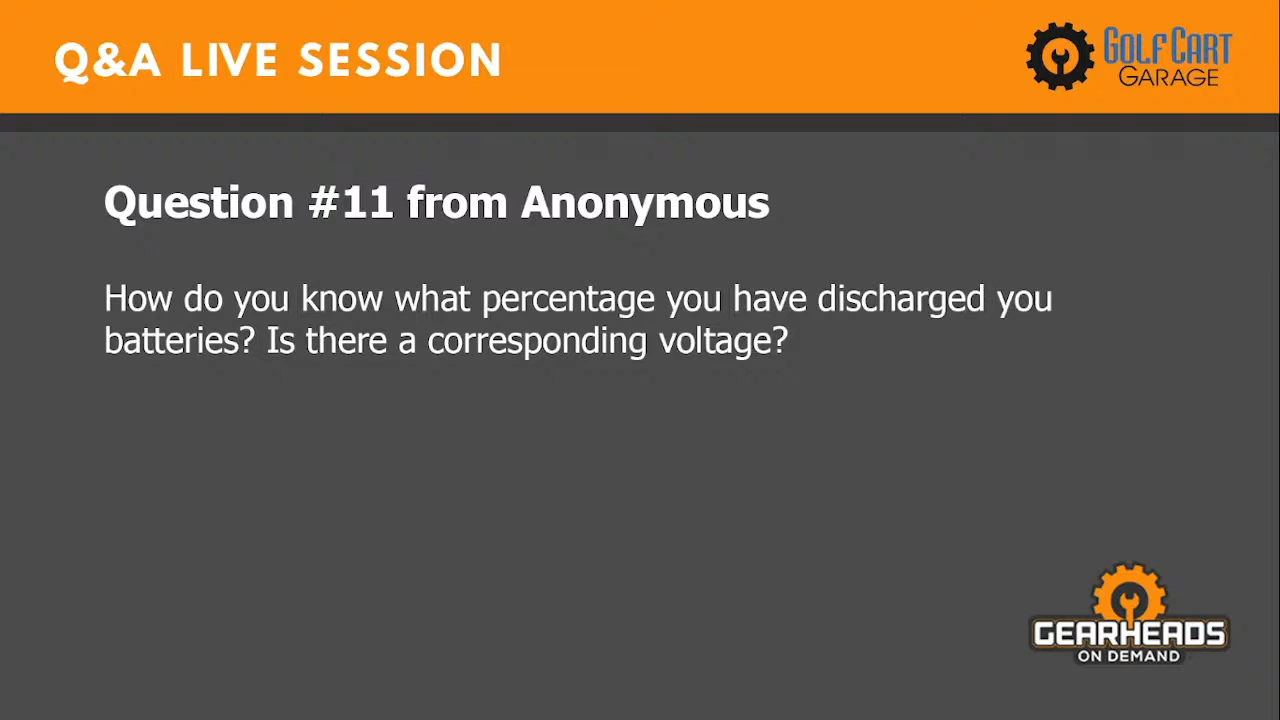 Q&A LIVE SESSION
GOLF CART
GARAGE
Question #11 from Anonymous
How do you know what percentage you have discharged you
batteries? Is there a corresponding voltage?
GEARHEADS
ON DEMAND